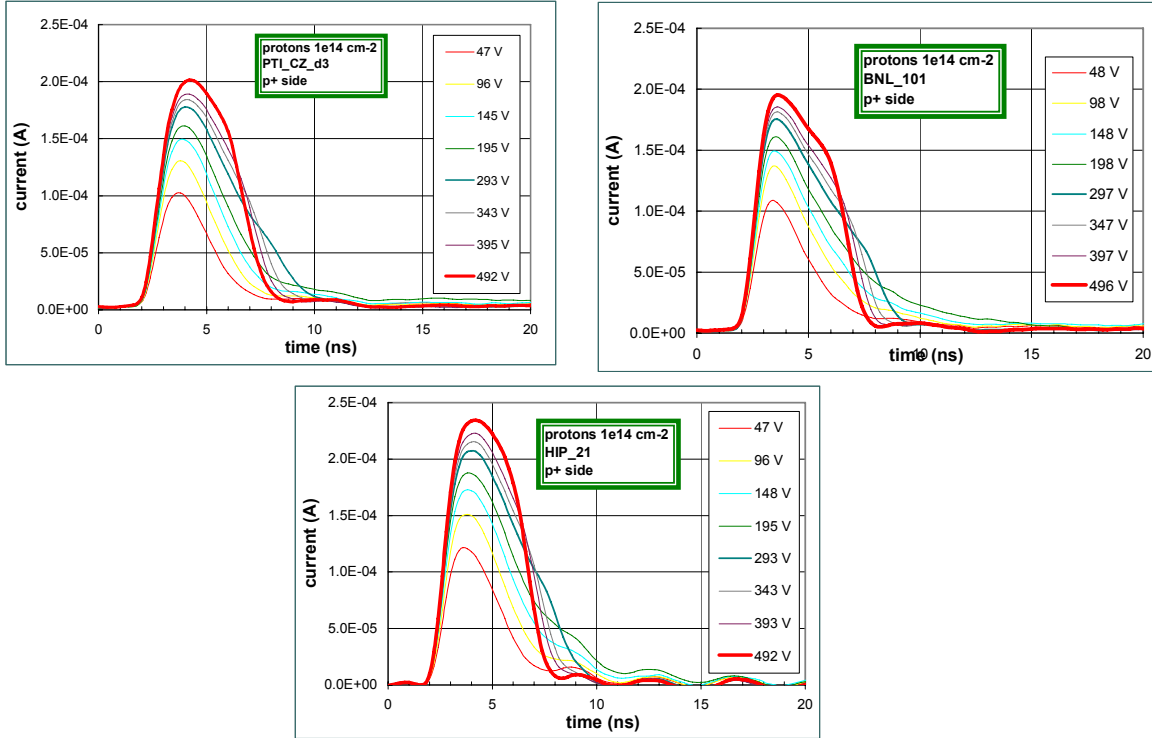 2.5E-04
2.0E-04
1.5E-04
1.0E-04
5.0E-05
0.0E+00
current (A)
0
5
10
15
20
time (ns)
protons 1e14 cm-2
PTI_CZ_d3
p+ side
47 V
96 V
145 V
195 V
293 V
343 V
395 V
492 V
2.5E-04
2.0E-04
1.5E-04
1.0E-04
5.0E-05
0.0E+00
current (A)
0
5
10
15
20
time (ns)
protons 1e14 cm-2
BNL_101
p+ side
48 V
98 V
148 V
198 V
297 V
347 V
397 V
496 V
2.5E-04
2.0E-04
1.5E-04
1.0E-04
5.0E-05
0.0E+00
current (A)
0
5
10
15
20
time (ns)
protons 1e14 cm-2
HIP_21
p+ side
47 V
96 V
148 V
195 V
293 V
343 V
393 V
492 V